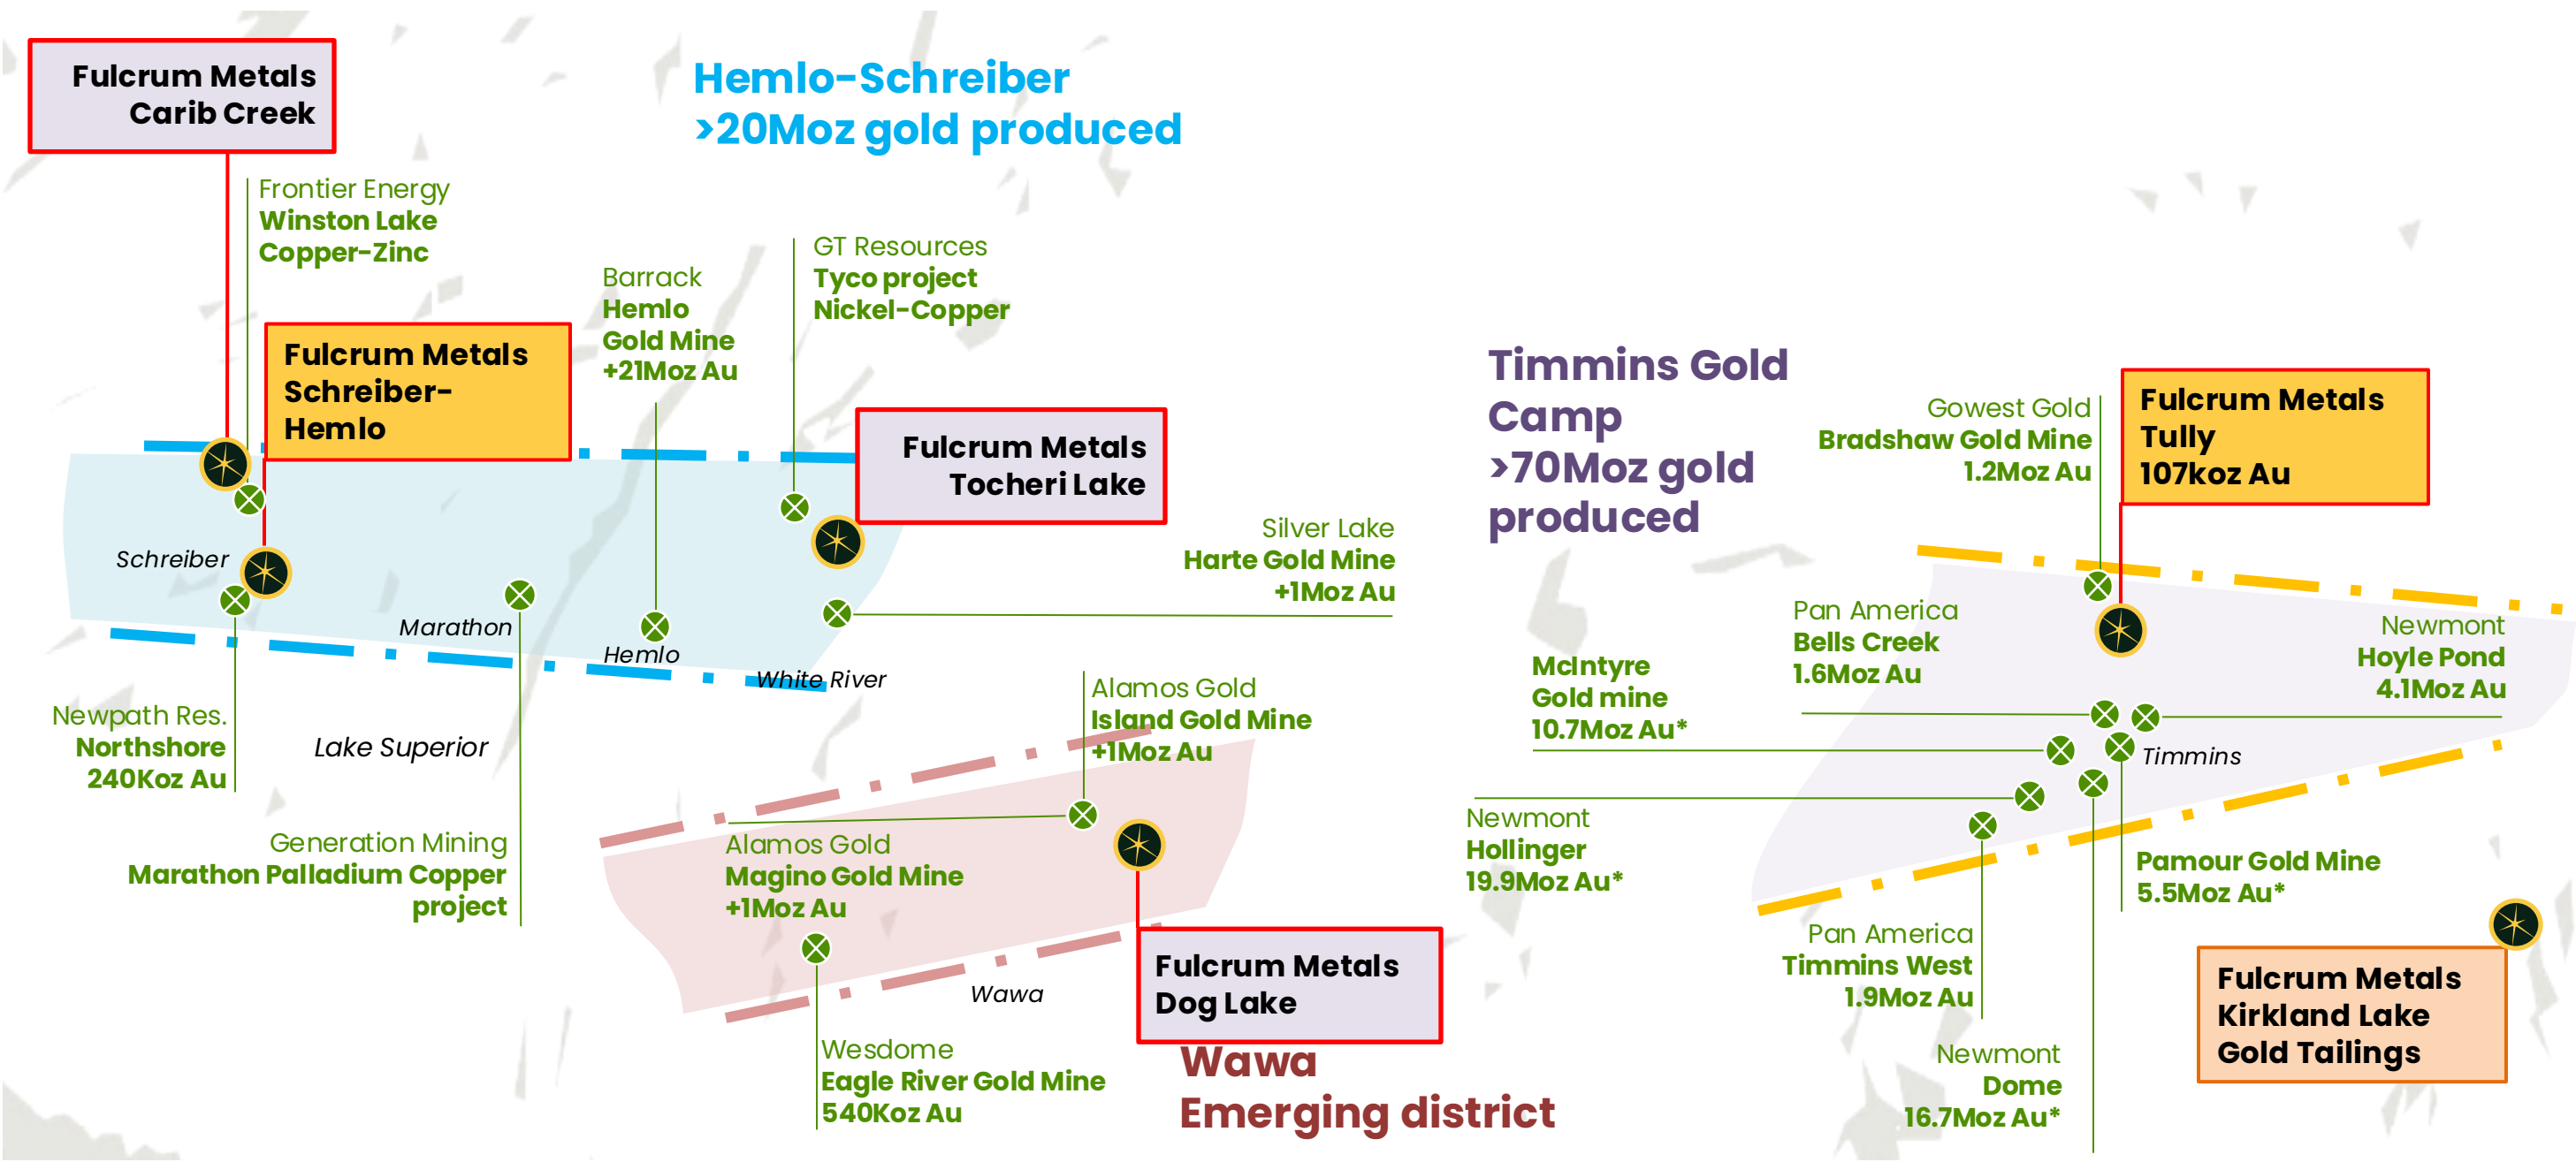 Fulcrum Metals
Carib Creek
Hemlo-Schreiber
>20Moz gold produced
Frontier Energy
Winston Lake
Copper-Zinc
Barrack
Hemlo
Gold Mine
+21Moz Au
GT Resources
Tyco project
Nickel-Copper
Fulcrum Metals
Schreiber-
Hemlo
Fulcrum Metals
Tocheri Lake
Silver Lake
Harte Gold Mine
+1Moz Au
Schreiber
Marathon
Hemlo
White River
Newpath Res.
Northshore
240Koz Au
Lake Superior
Generation Mining
Marathon Palladium Copper
project
Alamos Gold
Island Gold Mine
+1Moz Au
Alamos Gold
Magino Gold Mine
+1Moz Au
Wawa
Fulcrum Metals
Dog Lake
Wesdome
Eagle River Gold Mine
540Koz Au
Wawa
Emerging district
Timmins Gold
Camp
>70Moz gold
produced
Gowest Gold
Bradshaw Gold Mine
1.2Moz Au
Fulcrum Metals
Tully
107koz Au
Pan America
Bells Creek
1.6Moz Au
Newmont
Hoyle Pond
4.1Moz Au
McIntyre
Gold mine
10.7Moz Au*
Timmins
Newmont
Hollinger
19.9Moz Au*
Pamour Gold Mine
5.5Moz Au*
Pan America
Timmins West
1.9Moz Au
Newmont
Dome
16.7Moz Au*
Fulcrum Metals
Kirkland Lake
Gold Tailings